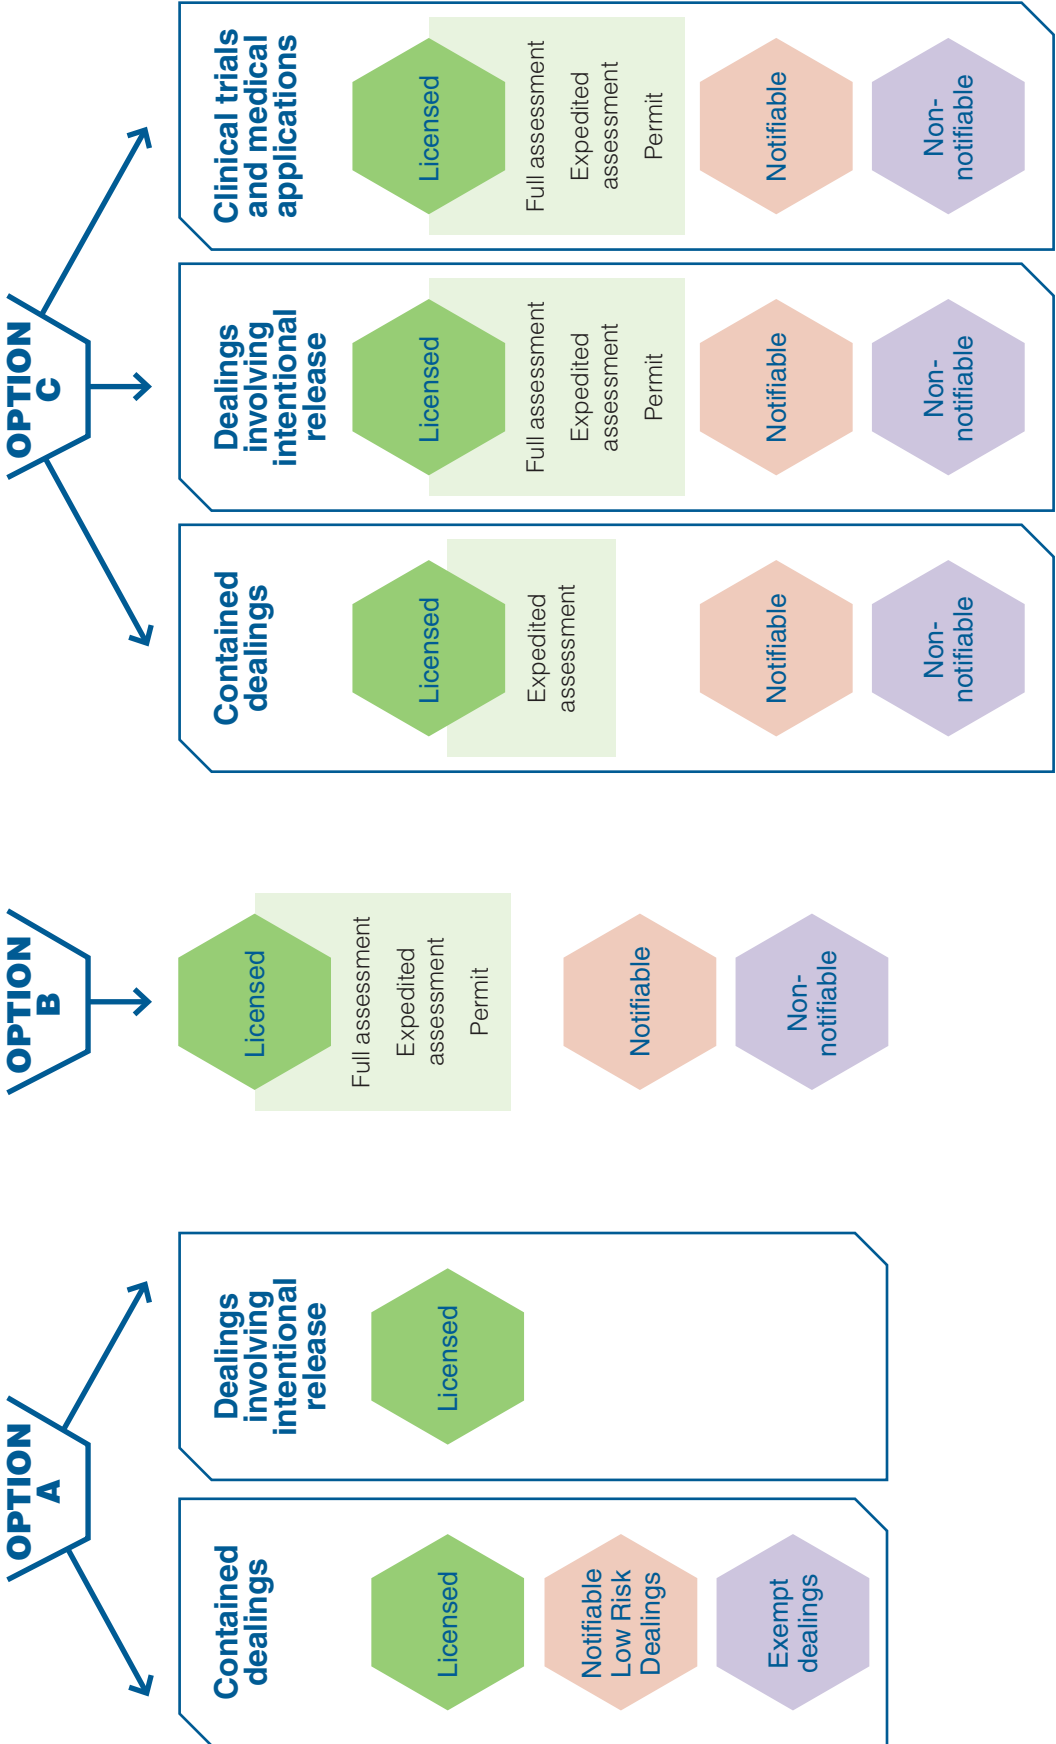 OPTION
A
Contained
dealings
Licensed
Notifiable
Low Risk
Dealings
Exempt
dealings
Dealings
involving
intentional
release
Licensed
OPTION
B
Licensed
Full assessment
Expedited
assessment
Permit
Notifiable
Non-
notifiable
OPTION
C
Contained
dealings
Licensed
Expedited
assessment
Notifiable
Non-
notifiable
Dealings
involving
intentional
release
Licensed
Full assessment
Expedited
assessment
Permit
Notifiable
Non-
notifiable
Clinical trials
and medical
applications
Licensed
Full assessment
Expedited
assessment
Permit
Notifiable
Non-
notifiable